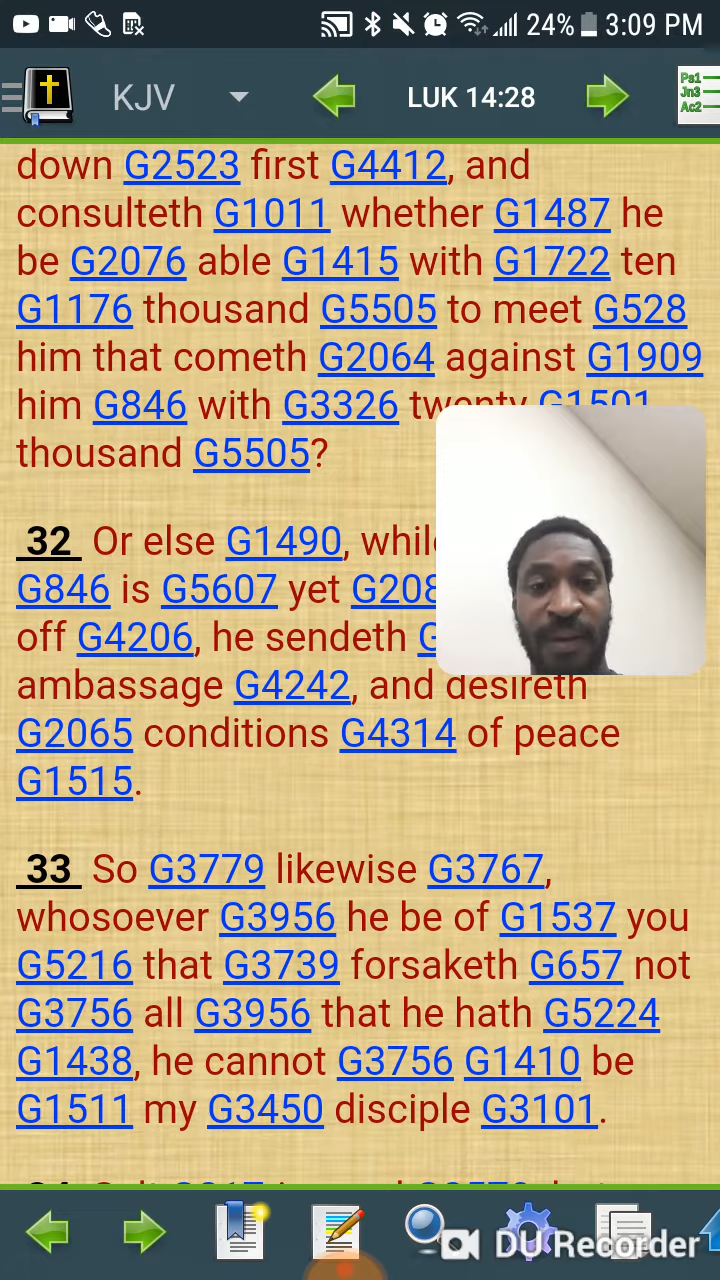 24% 3:09 PM
KJV LUK 14:28
Ps1
Jn3
Ac2
down G2523 first G4412, and
consulteth G1011 whether G1487 he
be G2076 able G1415 with G1722 ten
G1176 thousand G5505 to meet G528
him that cometh G2064 against G1909
him G846 with G3326 twenty G1501
thousand G5505?
32 Or else G1490,
G846 is G5607 yet
off G4206, he sendeth
ambassage G4242, and desireth
G2065 conditions G4314 of peace
G1515.
33 So G3779 likewise G3767,
whosoever G3956 he be of G1537 you
G5216 that G3739 forsaketh G657 not
G3756 all G3956 that he hath G5224
G1438, he cannot G3756 G1410 be
G1511 my G3450 disciple G3101.
DU Recorder